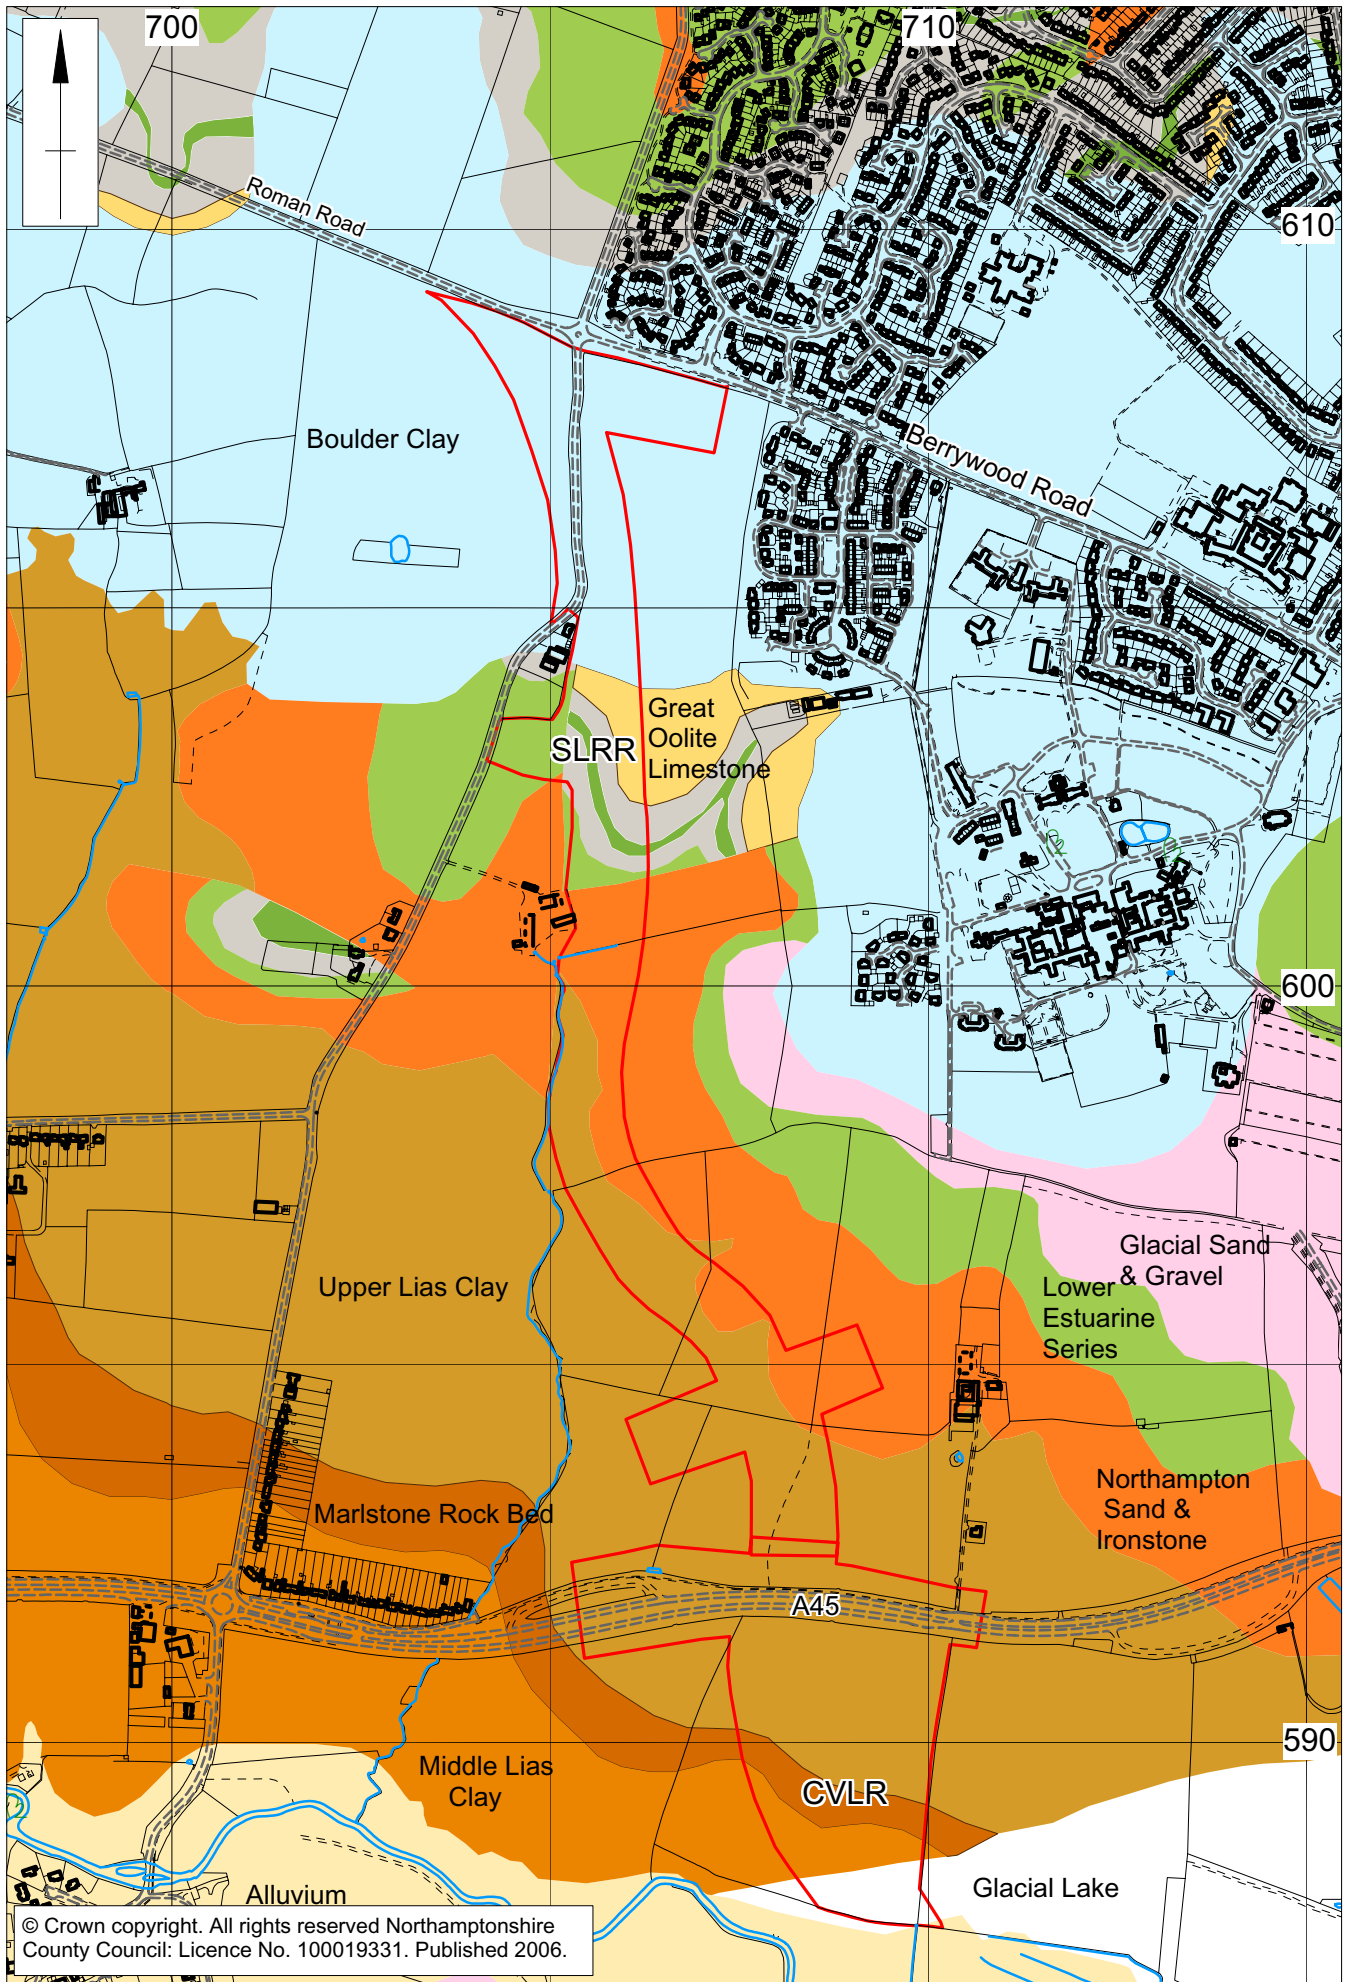 700
710
Roman Road
610
Boulder Clay
Berrywood Road
Great
Oolite
Limestone
SLRR
600
Glacial Sand
& Gravel
Upper Lias Clay
Lower
Estuarine
Series
Northampton
Sand &
Ironstone
Marlstone Rock Bed
A45
590
Middle Lias
Clay
CVLR
Glacial Lake
Alluvium
© Crown copyright. All rights reserved Northamptonshire
County Council: Licence No. 100019331. Published 2006.